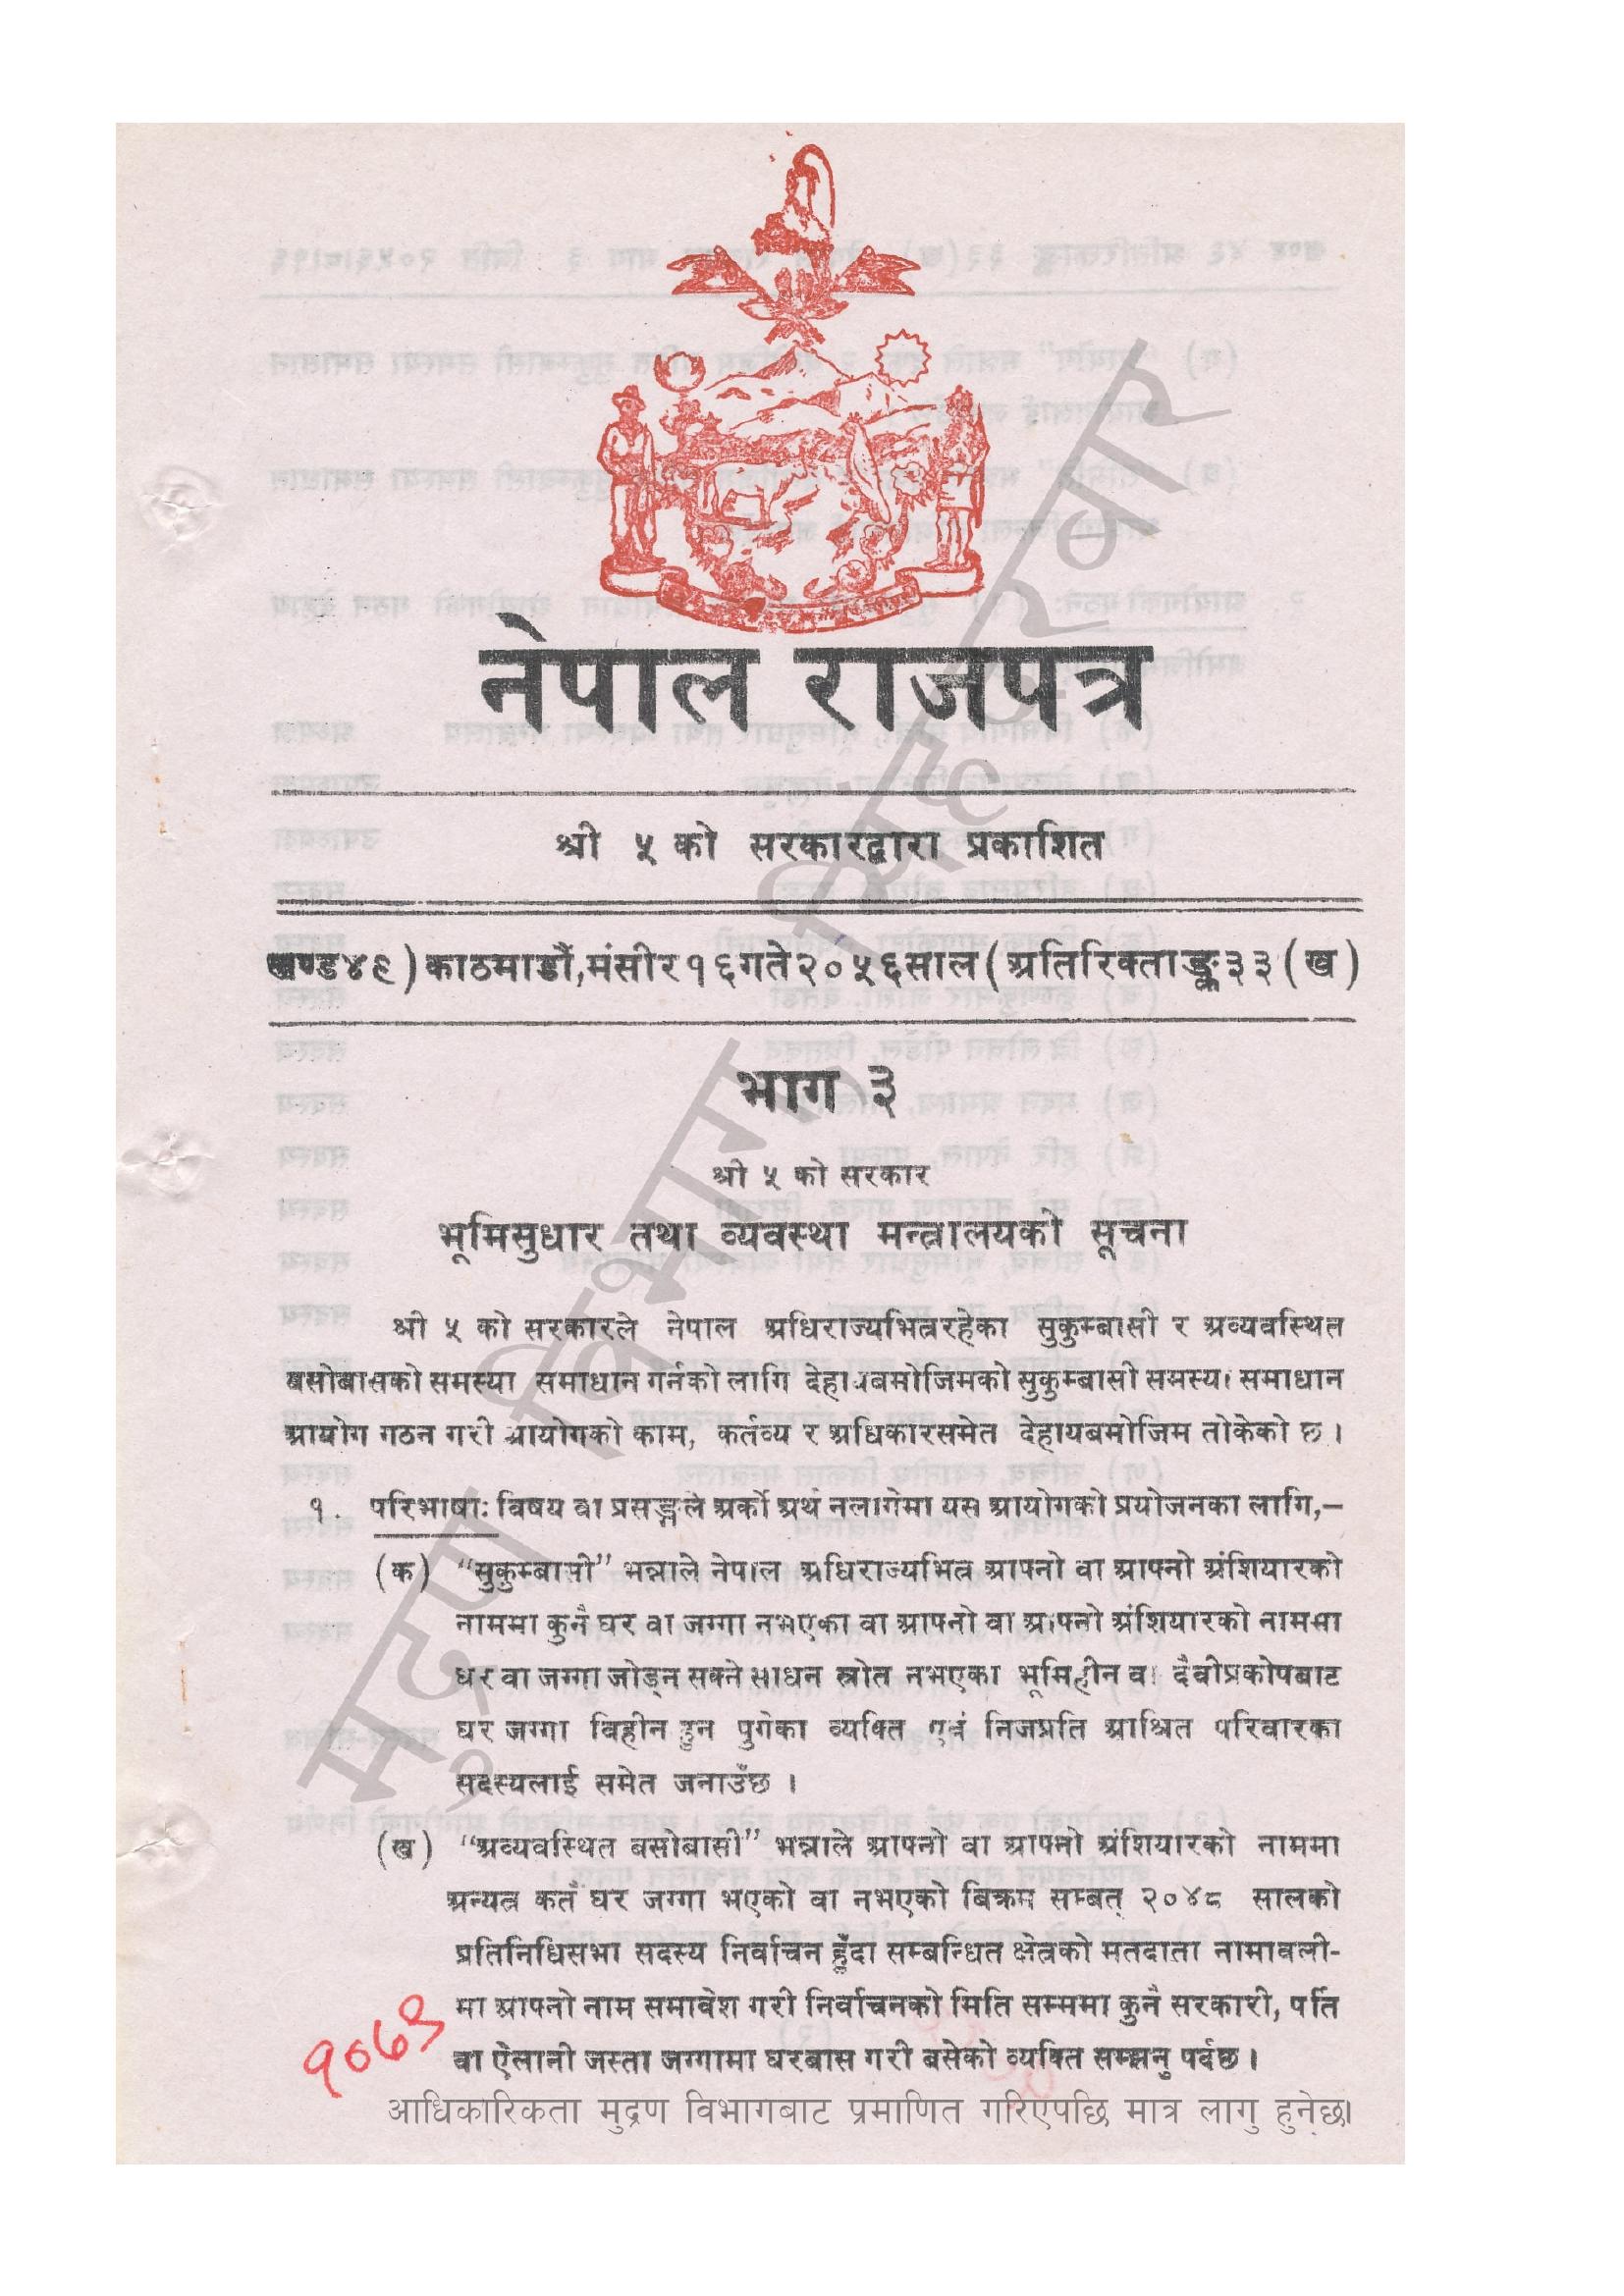 नेपाल राजपत्र
श्री ५ को सरकारद्वारा प्रकाशित
खण्ड४९) काठमाडौं,मंसीर१६गते२०५६साल (अतिरिक्ताङ्क३३(ख)
भाग ३
श्री ५ को सरकार
भूमिसुधार तथा व्यवस्था मन्त्रालयको सूचना
श्री ५ को सरकारले नेपाल अधिराज्यभित्ररहेका सुकुम्बासी र अव्यवस्थित
बसोबासको समस्या समाधान गर्नको लागि देहायबमोजिमको सुकुम्बासी समस्या समाधान
आयोग गठन गरी आयोगको काम, कर्तव्य र अधिकारसमेत देहायबमोजिम तोकेको छ ।
१. परिभाषाः विषय वा प्रसङ्गले अर्को अर्थ नलागेमा यस आयोगको प्रयोजनका लागि,–
(क) “सुकुम्बासी” भन्नाले नेपाल अधिराज्यभित्र आफ्नो वा आफ्नो अंशियारको
नाममा कुनै घर वा जग्गा नभएका वा आफ्नो वा आफ्नो अंशियारको नाममा
घर वा जग्गा जोड्न सक्ने साधन स्रोत नभएका भूमिहीन वा दैवीप्रकोपबाट
घर जग्गा विहीन हुन पुगेका व्यक्ति एवं निजप्रति आश्रित परिवारका
सदस्यलाई समेत जनाउँछ ।
(ख) “अव्यवस्थित बसोबासी” भन्नाले आफ्नो वा आफ्नो अंशियारको नाममा
अन्यत्र कतै घर जग्गा भएको वा नभएको बिक्रम सम्बत् २०४८ सालको
प्रतिनिधिसभा सदस्य निर्वाचन हुँदा सम्बन्धित क्षेत्रको मतदाता नामावली-
मा आफ्नो नाम समावेश गरी निर्वाचनको मिति सम्ममा कुनै सरकारी, पर्ति
वा ऐलानी जस्ता जग्गामा घरबास गरी बसेको व्यक्ति सम्झनु पर्दछ ।
१०६९
आधिकारिकता मुद्रण विभागबाट प्रमाणित गरिएपछि मात्र लागु हुनेछ।
मुद्रण विभाग, सिंहदरबार